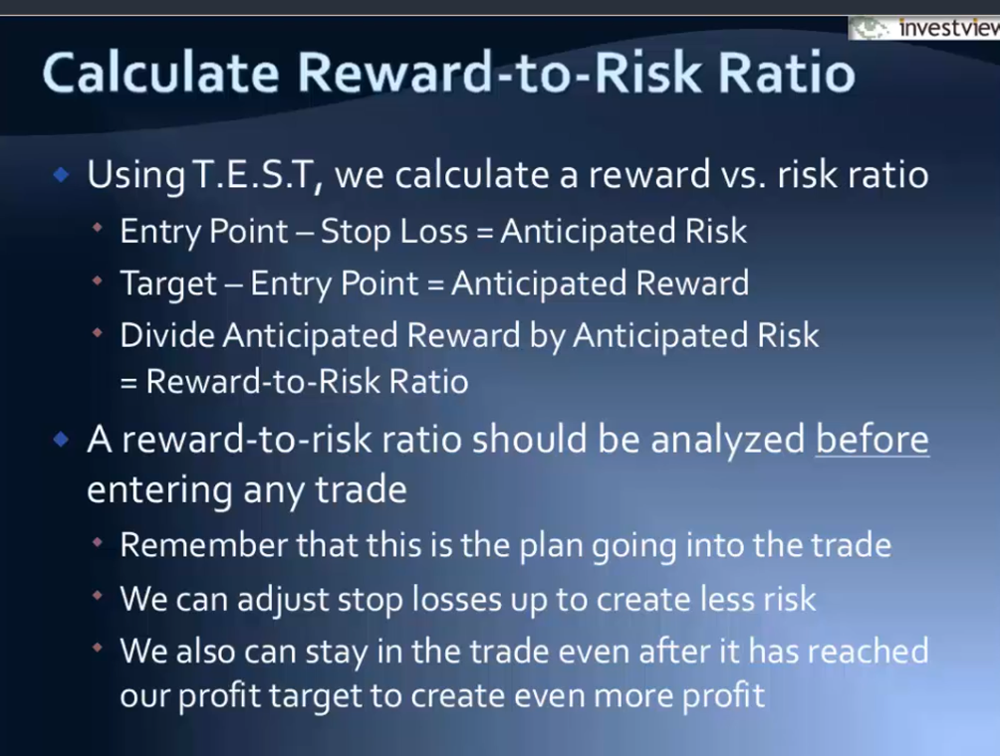 investview
Calculate Reward-to-Risk Ratio
Using T.E.S.T, we calculate a reward vs. risk ratio
Entry Point – Stop Loss = Anticipated Risk
Target – Entry Point = Anticipated Reward
Divide Anticipated Reward by Anticipated Risk
= Reward-to-Risk Ratio
A reward-to-risk ratio should be analyzed before
entering any trade
Remember that this is the plan going into the trade
We can adjust stop losses up to create less risk
We also can stay in the trade even after it has reached
our profit target to create even more profit